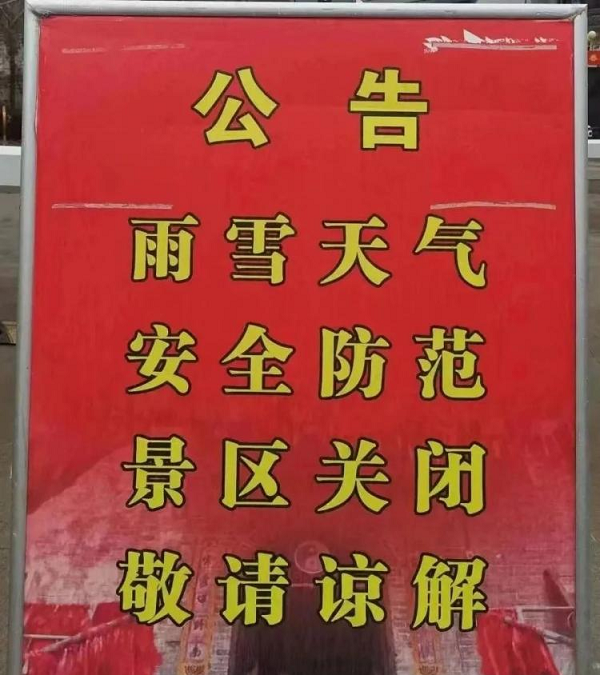 公告
雨雪天气
安全防范
景区关闭
敬请谅解